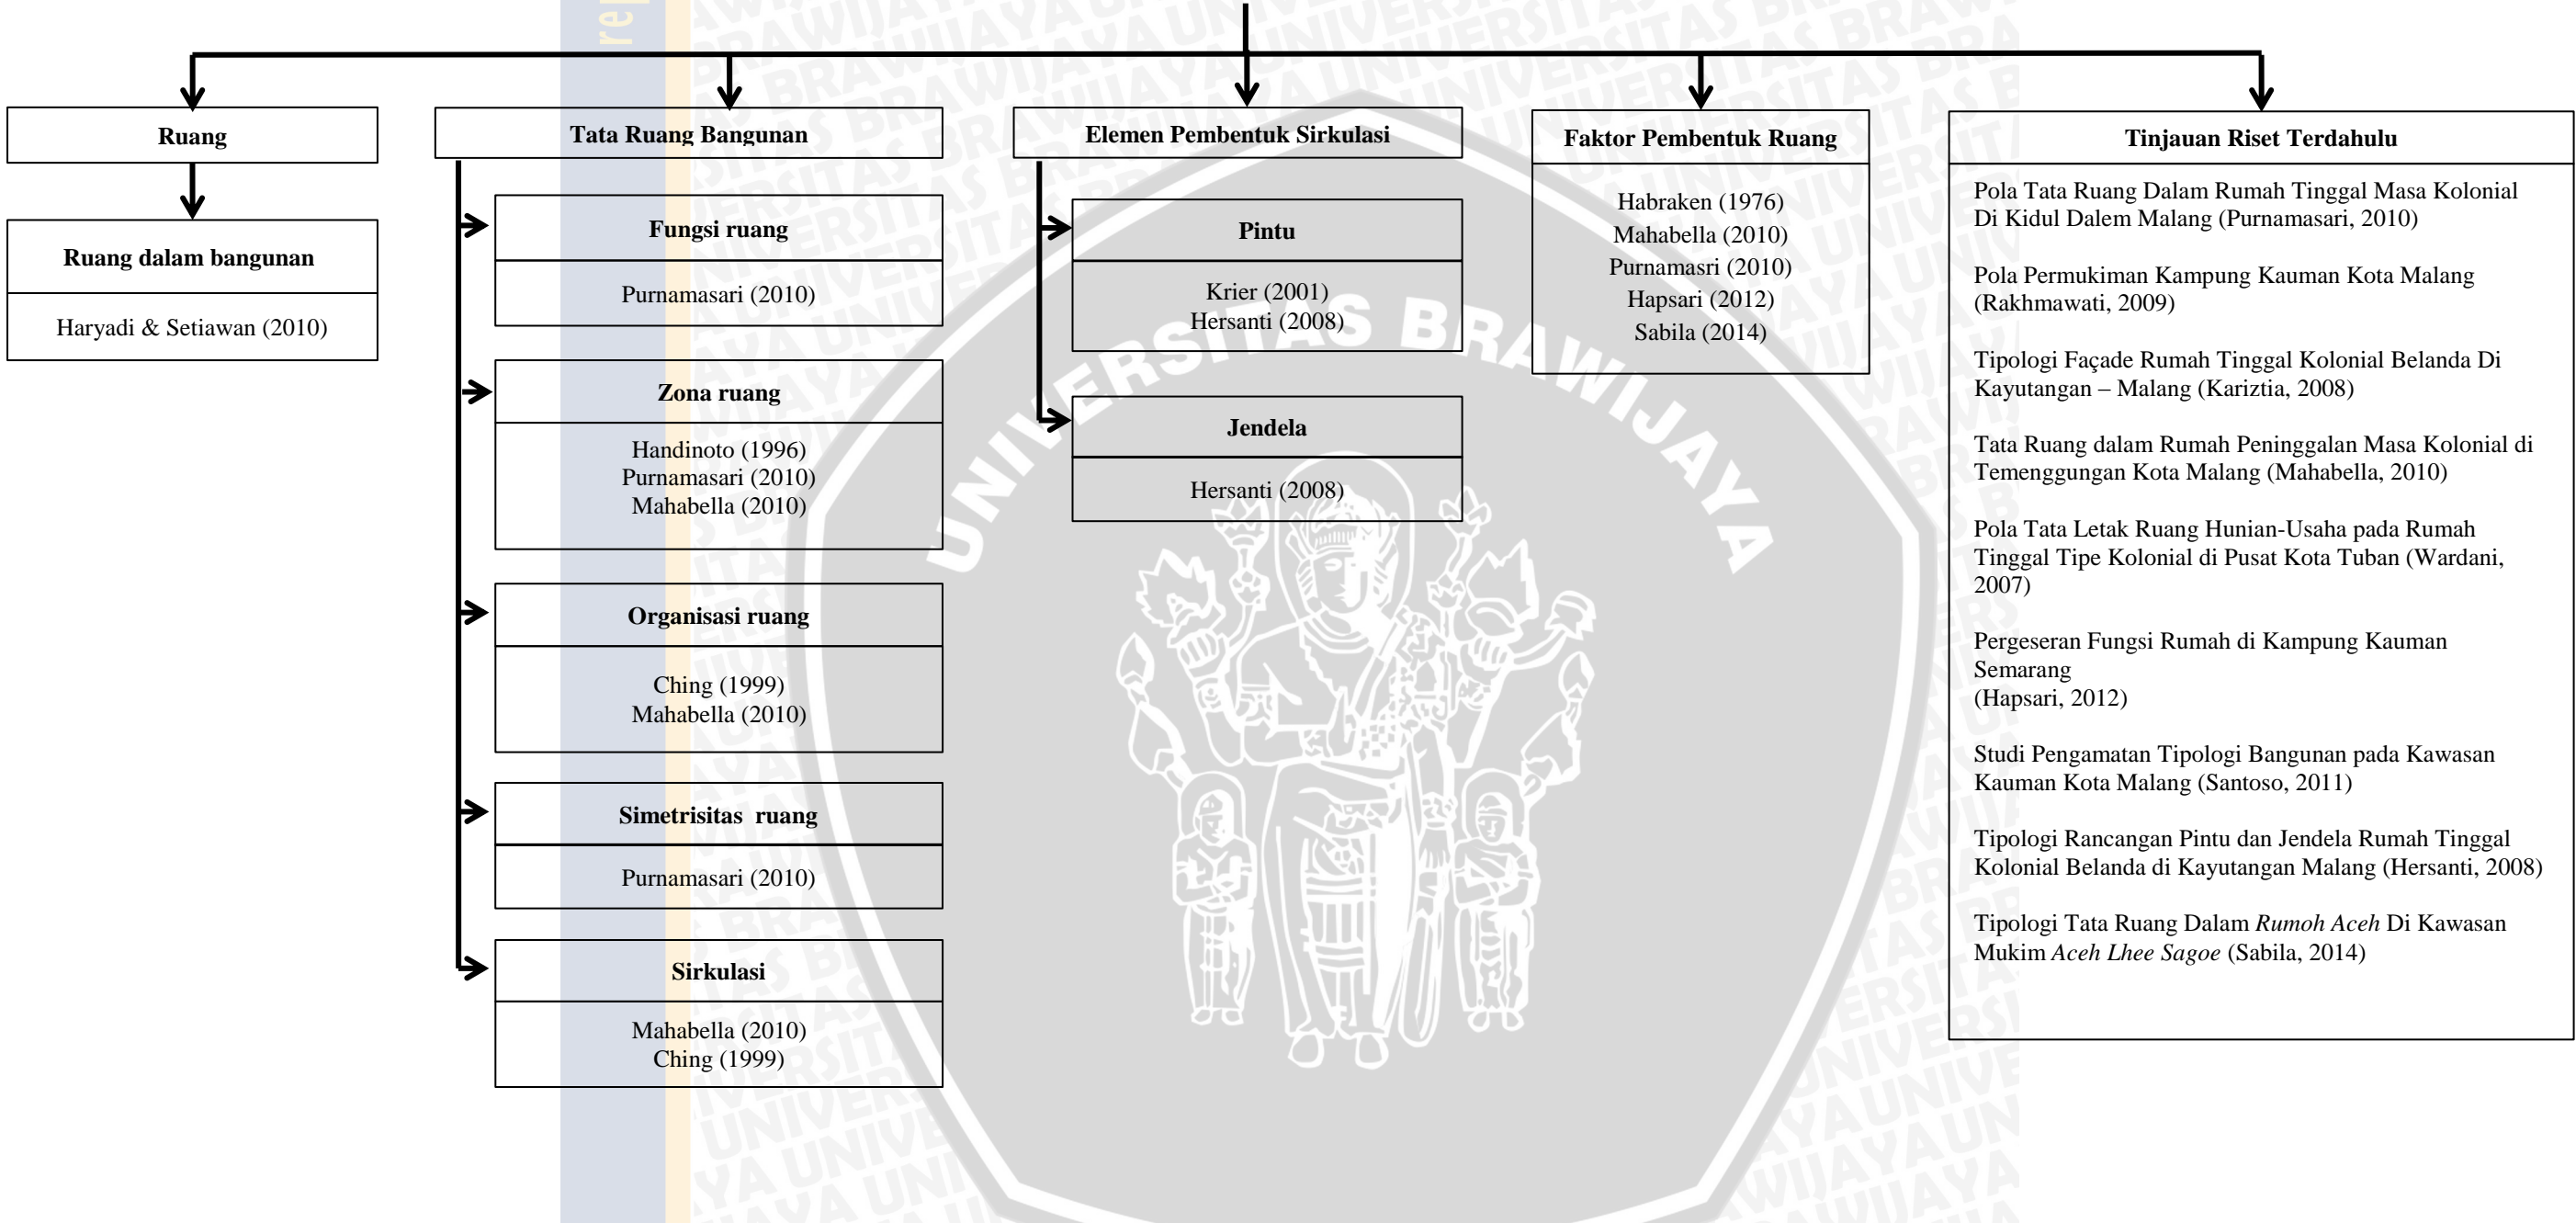 Ruang
Ruang dalam bangunan
Haryadi & Setiawan (2010)
Tata Ruang Bangunan
Fungsi ruang
Purnamasari (2010)
Zona ruang
Handinoto (1996)
Purnamasari (2010)
Mahabella (2010)
Organisasi ruang
Ching (1999)
Mahabella (2010)
Simetrisitas ruang
Purnamasari (2010)
Sirkulasi
Mahabella (2010)
Ching (1999)
Elemen Pembentuk Sirkulasi
Pintu
Krier (2001)
Hersanti (2008)
Jendela
Hersanti (2008)
Faktor Pembentuk Ruang
Habraken (1976)
Mahabella (2010)
Purnamasri (2010)
Hapsari (2012)
Sabila (2014)
Tinjauan Riset Terdahulu
Pola Tata Ruang Dalam Rumah Tinggal Masa Kolonial
Di Kidul Dalem Malang (Purnamasari, 2010)
Pola Permukiman Kampung Kauman Kota Malang
(Rakhmawati, 2009)
Tipologi Façade Rumah Tinggal Kolonial Belanda Di
Kayutangan – Malang (Kariztia, 2008)
Tata Ruang dalam Rumah Peninggalan Masa Kolonial di
Temenggungan Kota Malang (Mahabella, 2010)
Pola Tata Letak Ruang Hunian-Usaha pada Rumah
Tinggal Tipe Kolonial di Pusat Kota Tuban (Wardani,
2007)
Pergeseran Fungsi Rumah di Kampung Kauman
Semarang
(Hapsari, 2012)
Studi Pengamatan Tipologi Bangunan pada Kawasan
Kauman Kota Malang (Santoso, 2011)
Tipologi Rancangan Pintu dan Jendela Rumah Tinggal
Kolonial Belanda di Kayutangan Malang (Hersanti, 2008)
Tipologi Tata Ruang Dalam Rumoh Aceh Di Kawasan
Mukim Aceh Lhee Sagoe (Sabila, 2014)
UNIVERSITAS BRAWIJAYA
rep